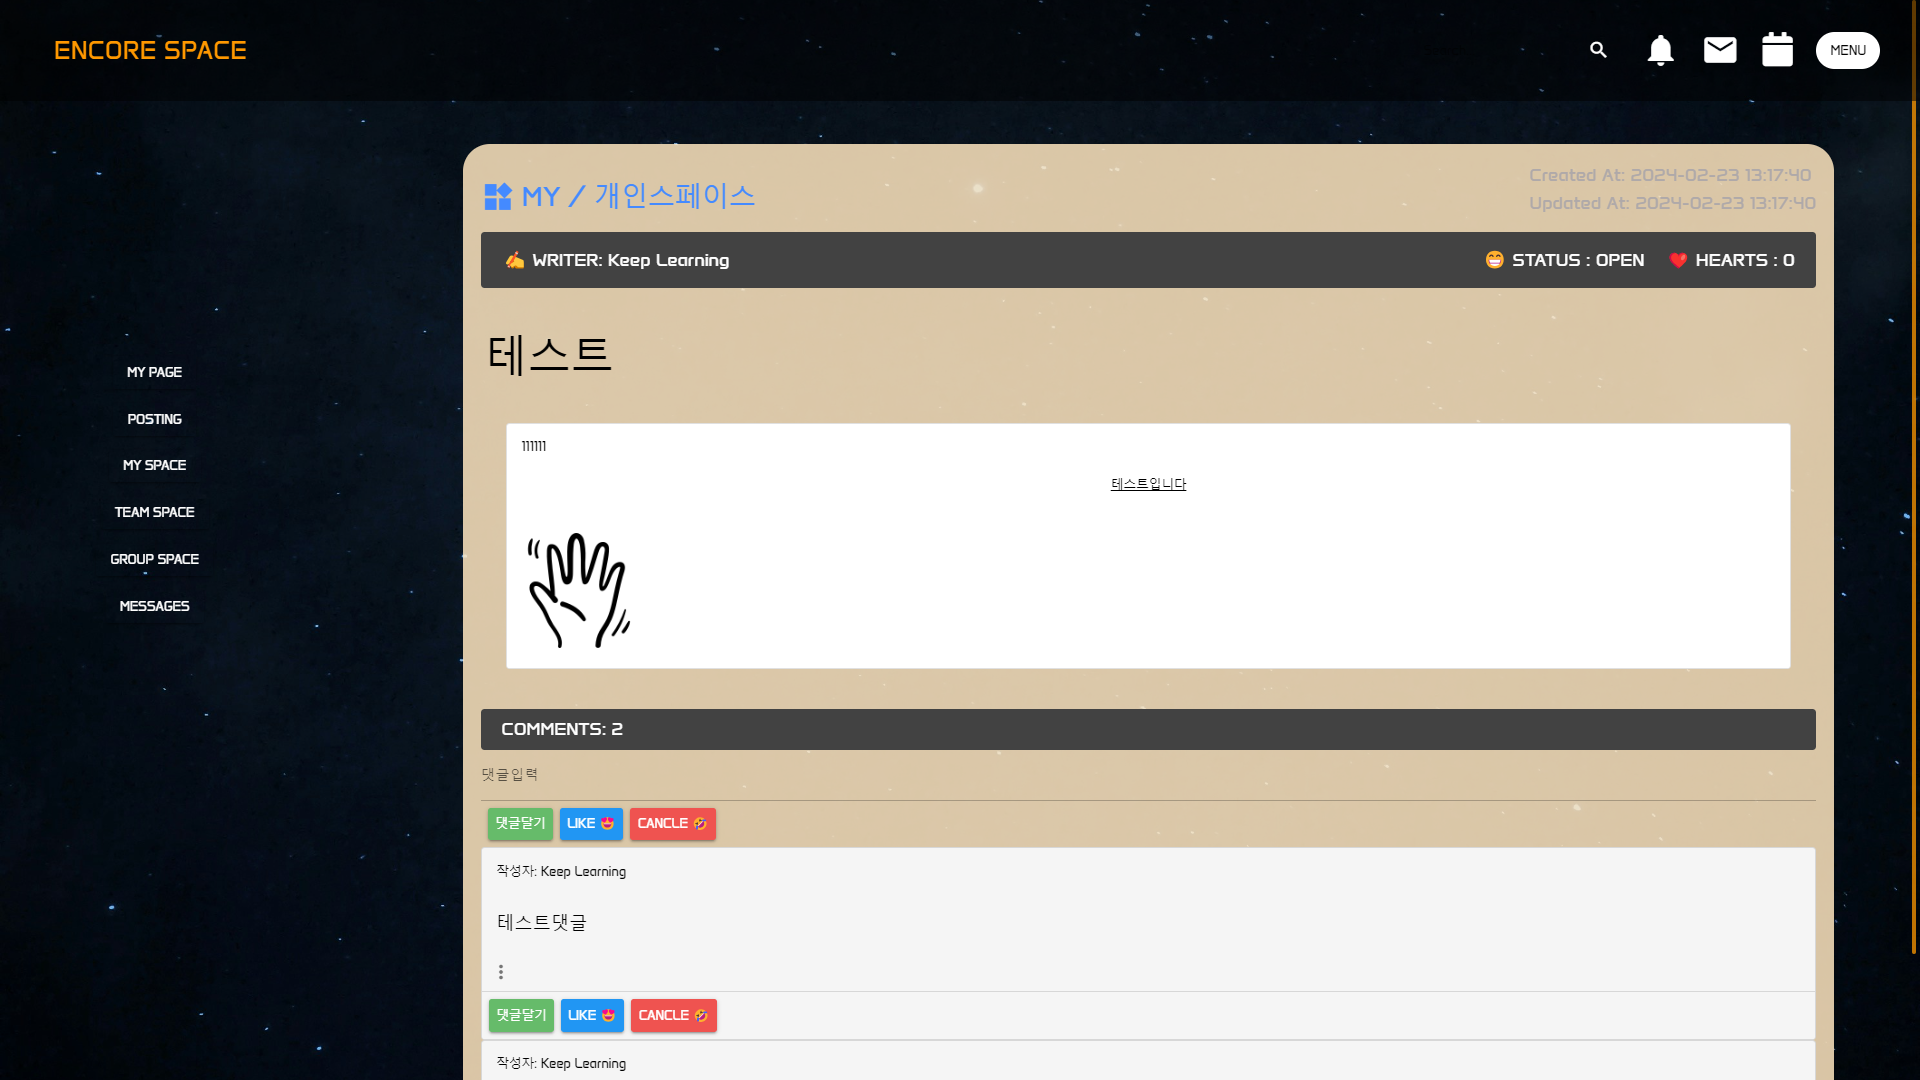 ENCORE SPACE
MENU
MY PAGE
POSTING
MY SPACE
TEAM SPACE
GROUP SPACE
MESSAGES
MY / 개인스페이스
Created At: 2024-02-23 13:17:40
Updated At: 2024-02-23 13:17:40
✍️ WRITER: Keep Learning
😁 STATUS : OPEN ❤️ HEARTS : 0
테스트
111111
테스트입니다
COMMENTS: 2
댓글입력
댓글달기 LIKE 😍 CANCLE 🤣
작성자: Keep Learning
테스트댓글
댓글달기 LIKE 😍 CANCLE 🤣
작성자: Keep Learning